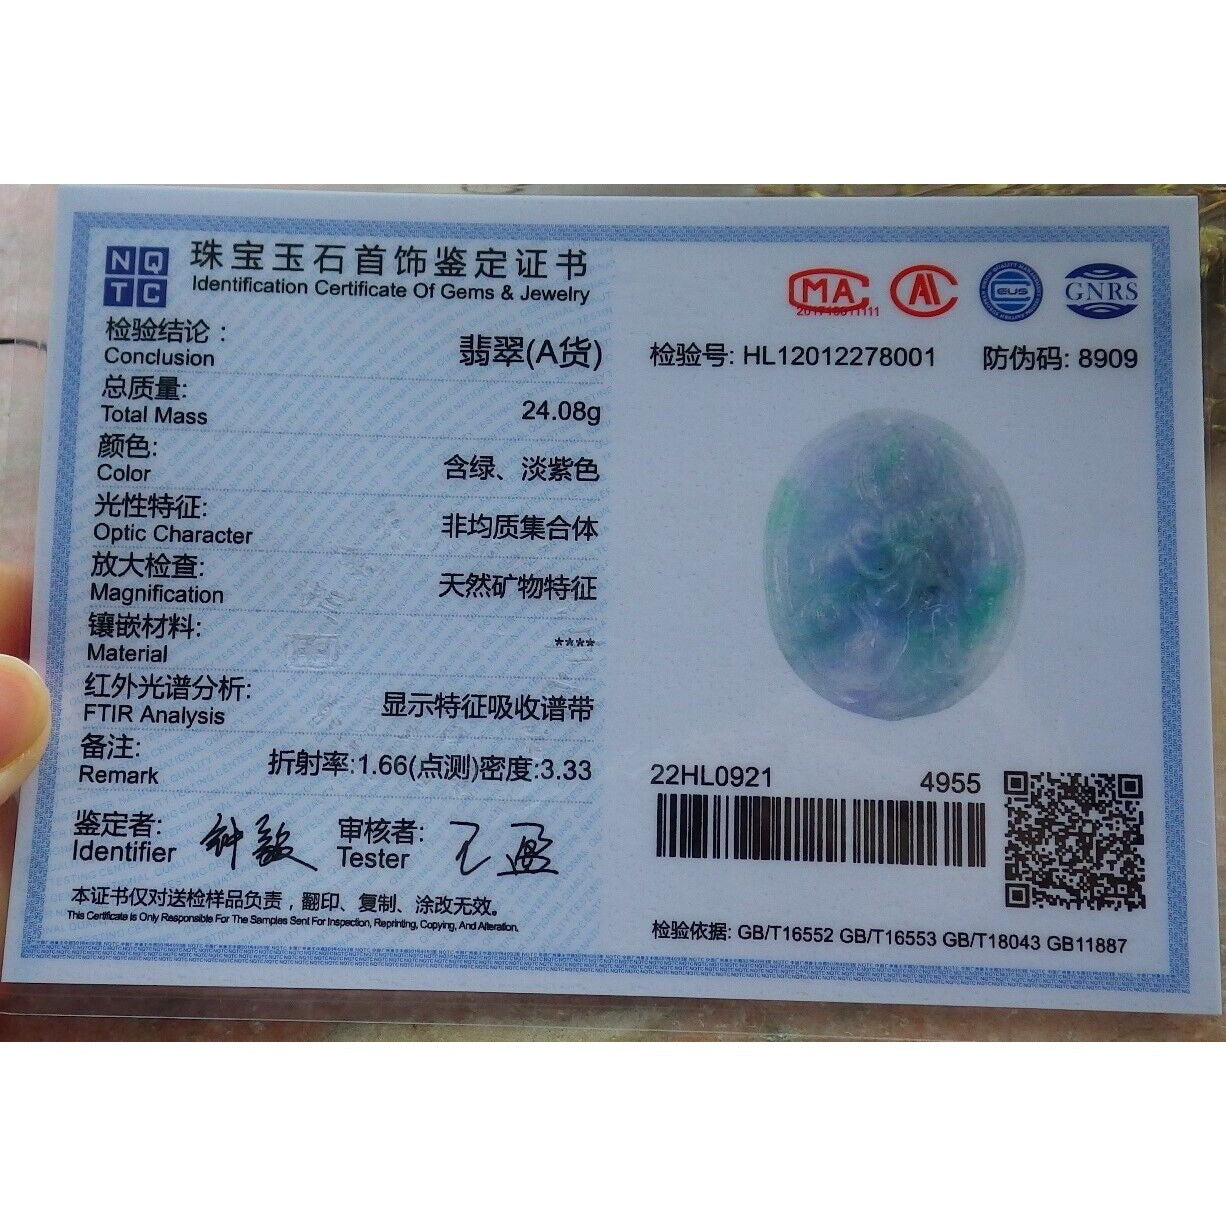 NQ
TC
珠宝玉石首饰鉴定证书
Identification Certificate Of Gems & Jewelry
检验结论：
Conclusion
翡翠(A货)
总质量:
Total Mass
24.08g
颜色:
Color
含绿、淡紫色
光性特征:
Optic Character
非均质集合体
放大检查:
Magnification
天然矿物特征
镶嵌材料:
Material
****
红外光谱分析:
FTIR Analysis
显示特征吸收谱带
备注:
Remark
折射率:1.66(点测)密度:3.33
鉴定者:
Identifier
审核者:
Tester
本证书仅对送检样品负责，翻印、复制、涂改无效。
This Certificate is Only Responsible For The Samples Sent For Inspection, Reprinting, Copying, And Alteration.
MA
GNRS
检验号: HL12012278001 防伪码: 8909
22HL0921 4955
检验依据: GB/T16552 GB/T16553 GB/T18043 GB11887